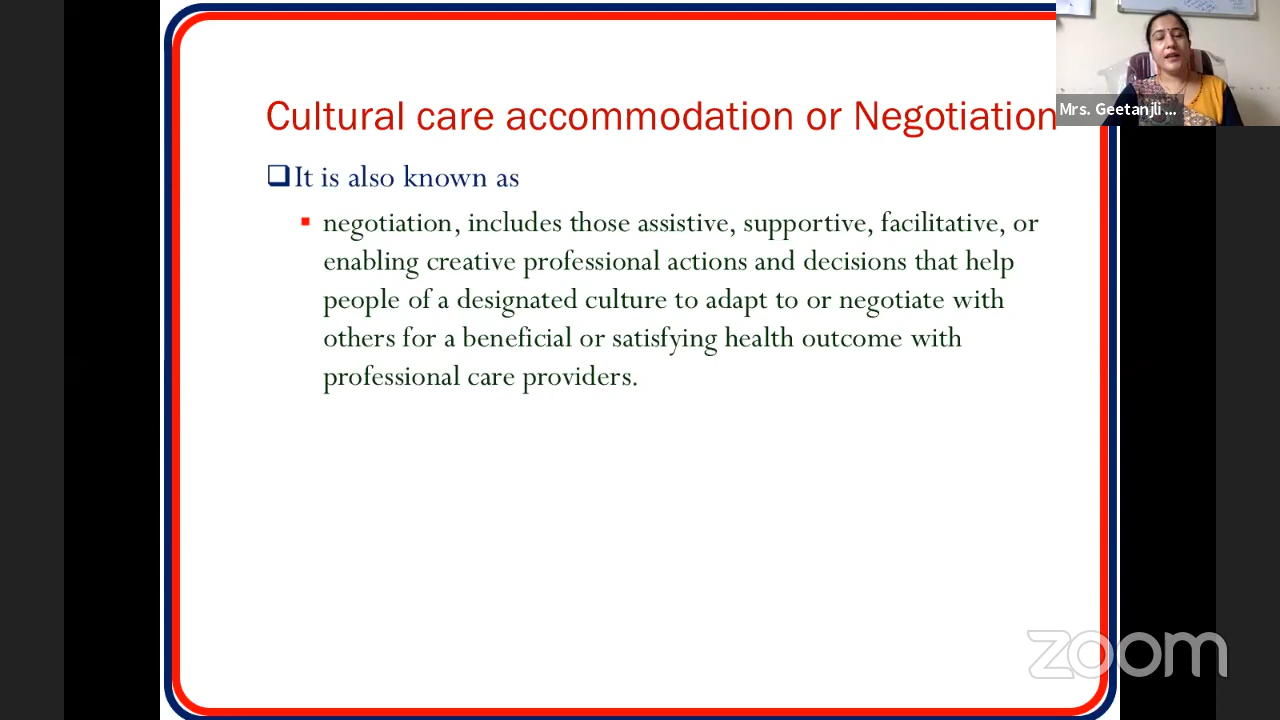 Cultural care accommodation or Negotiation
Mrs. Geetanjli ...
❑It is also known as
▪ negotiation, includes those assistive, supportive, facilitative, or
enabling creative professional actions and decisions that help
people of a designated culture to adapt to or negotiate with
others for a beneficial or satisfying health outcome with
professional care providers.
zoom